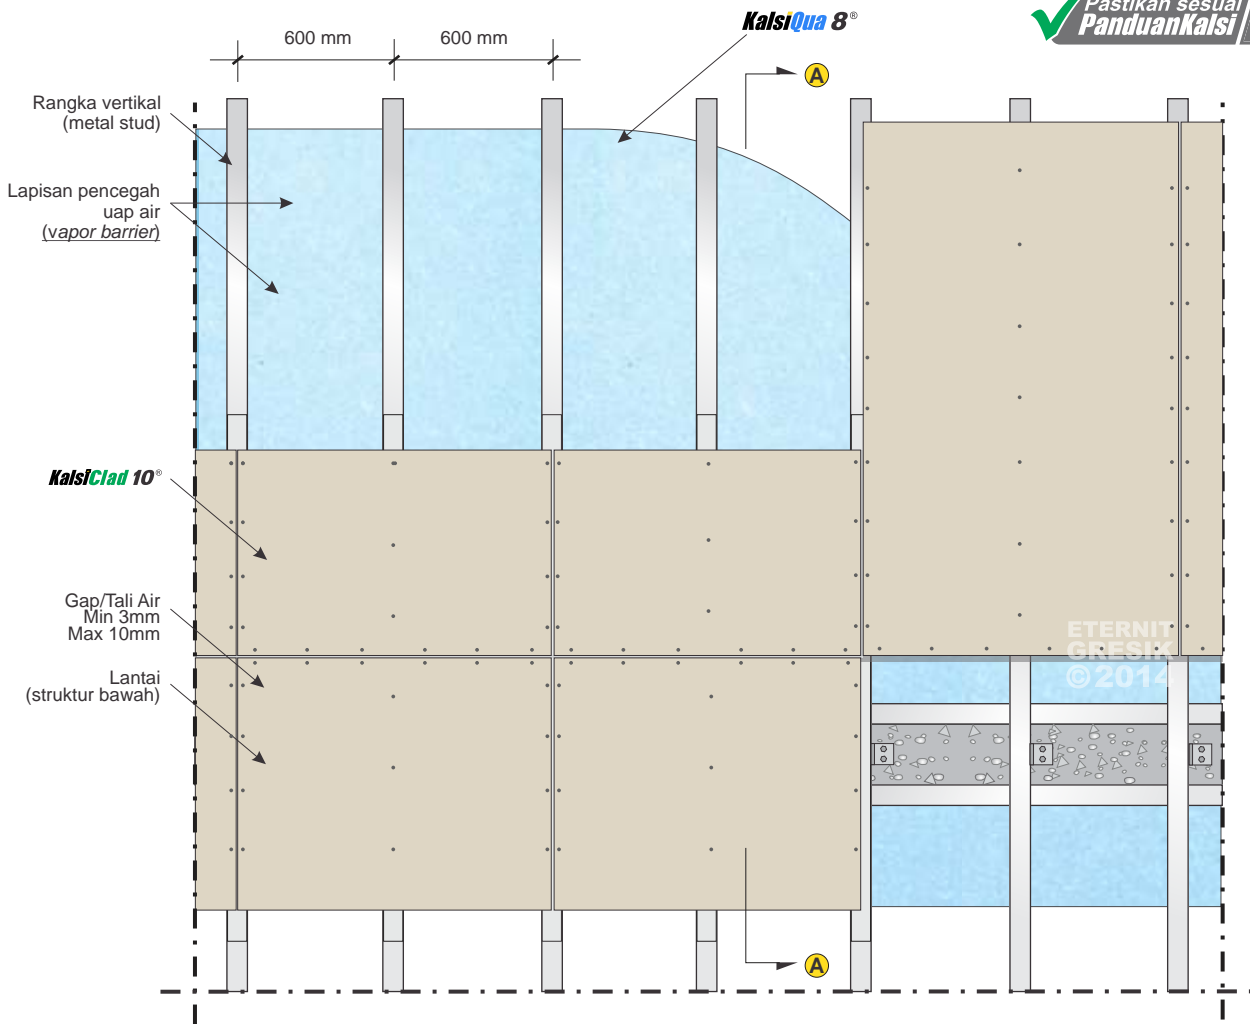 Pastikan sesuai
PanduanKalsi
KalsiQua 8®
600 mm
600 mm
A
Rangka vertikal
(metal stud)
Lapisan pencegah
uap air
(vapor barrier)
KalsiClad 10®
Gap/Tali Air
Min 3mm
Max 10mm
Lantai
(struktur bawah)
ETERNIT
GRESIK
©2014
A